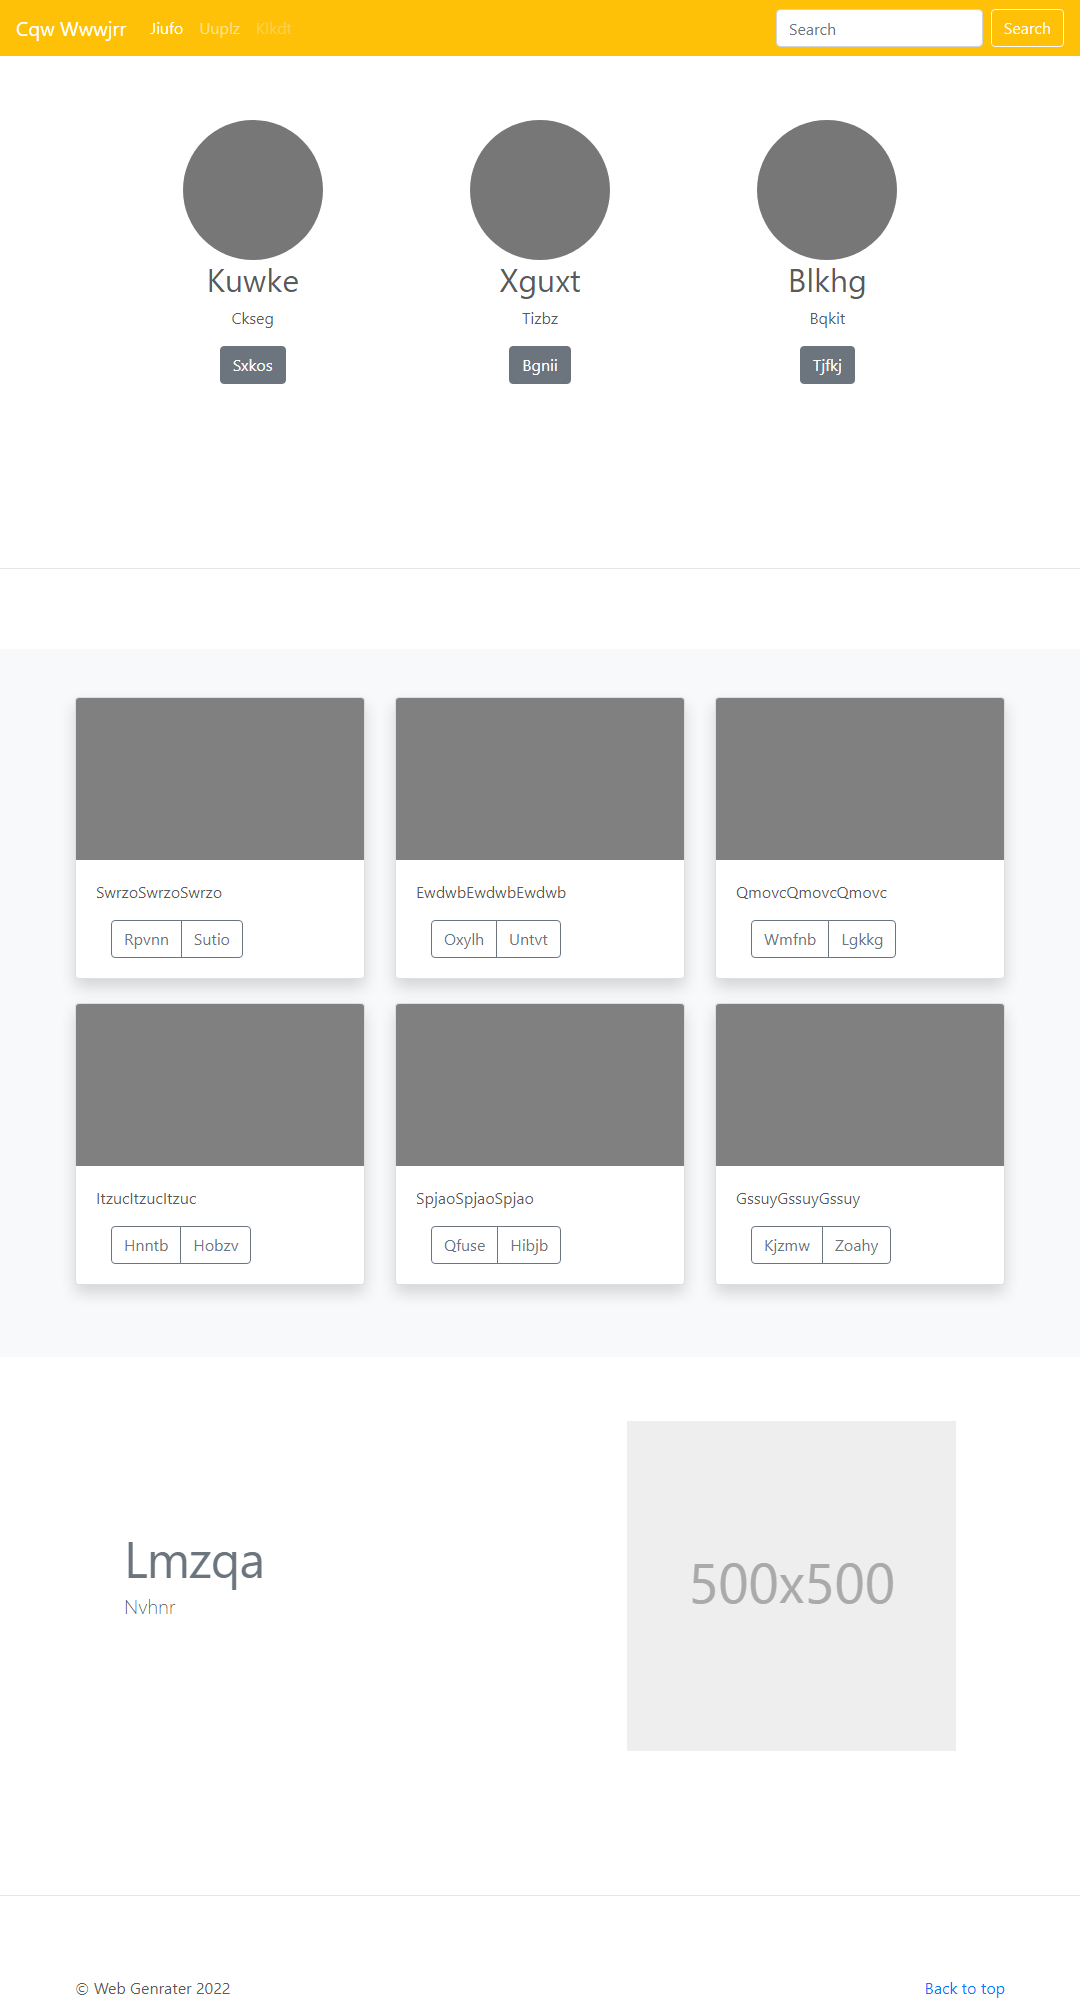 Cqw Wwwjrr Jiufo Uuplz Klkdt Search Search
Kuwke Xguxt Blkhg
Ckseg Tizbz Bqkit
Sxkos Bgnii Tjfkj
SwrzoSwrzoSwrzo EwdwbEwdwbEwdwb QmovcQmovcQmovc
Rpvnn Sutio Oxylh Untvt Wmfnb Lgkkg
ItzucItzucItzuc SpjaoSpjaoSpjao GssuyGssuyGssuy
Hnntb Hobzv Qfuse Hibjb Kjzmw Zoahy
Lmzqa
Nvhnr
500x500
© Web Genrater 2022 Back to top